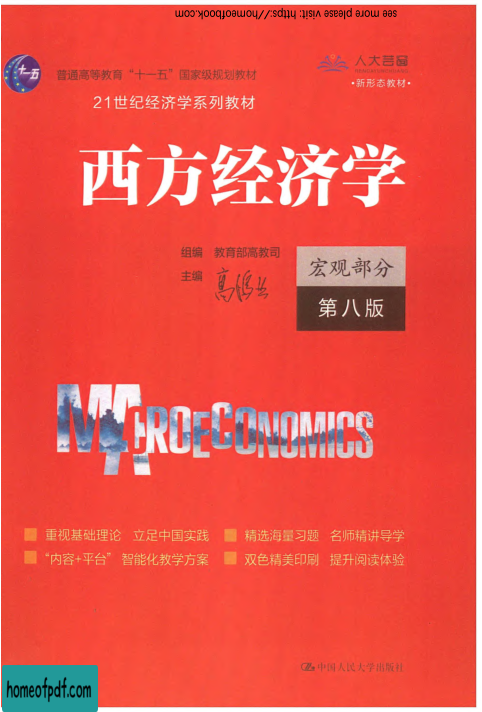 see more please visit: https://homeofbook.com
十一五
普通高等教育“十一五”国家级规划教材
人大芸窗
·新形态教材·
21世纪经济学系列教材
西方经济学
组编 教育部高教司
主编 高鸿业
宏观部分
第八版
MACROECONOMICS
重视基础理论 立足中国实践
精选海量习题 名师精讲导学
“内容+平台” 智能化教学方案
双色精美印刷 提升阅读体验
中国人民大学出版社
homeofpdf.com